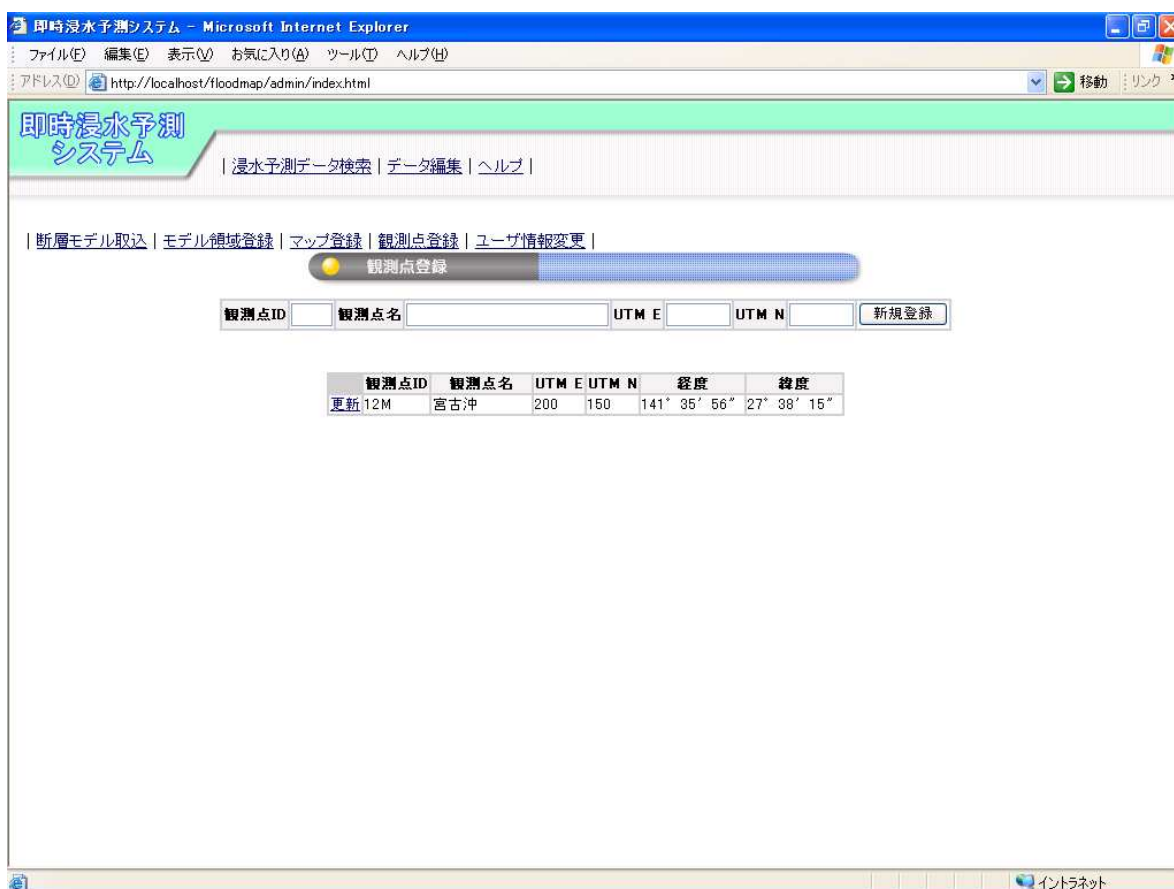 即時浸水予測システム - Microsoft Internet Explorer
ファイル(F) 編集(E) 表示(V) お気に入り(A) ツール(T) ヘルプ(H)
アドレス(D) http://localhost/floodmap/admin/index.html 移動 リンク »
即時浸水予測
システム
| 浸水予測データ検索 | データ編集 | ヘルプ |
| 断層モデル取込 | モデル領域登録 | マップ登録 | 観測点登録 | ユーザ情報変更 |
観測点登録
観測点ID 観測点名 UTM E UTM N 新規登録
観測点ID 観測点名 UTM E UTM N 経度 緯度
更新 12M 宮古沖 200 150 141° 35′ 56″ 27° 38′ 15″
イントラネット